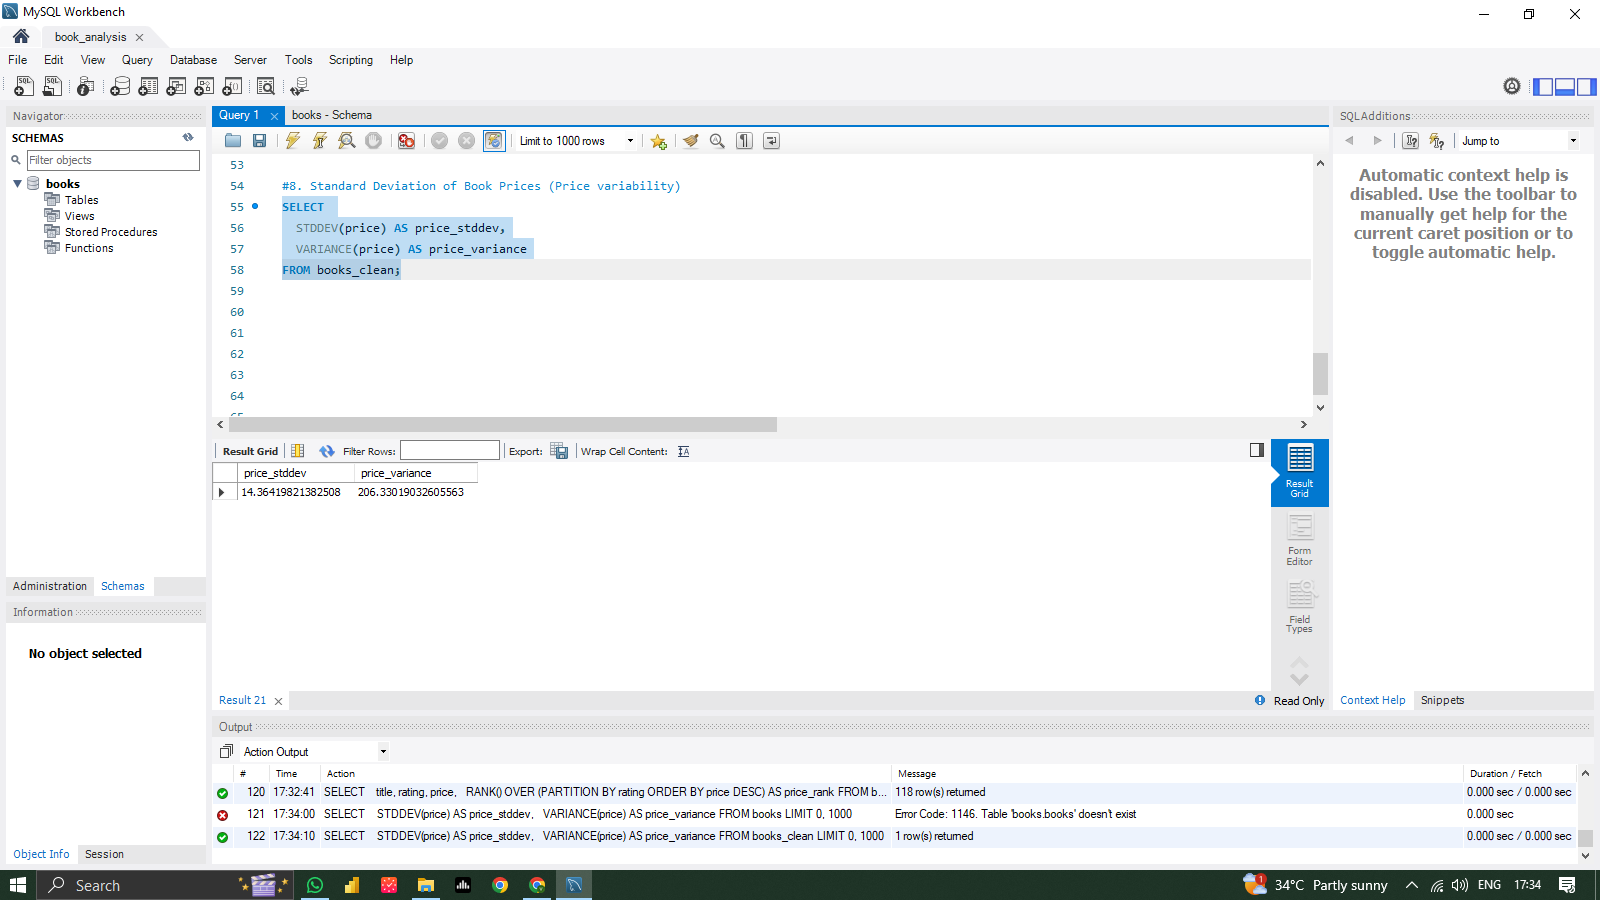 MySQL Workbench
book_analysis
File Edit View Query Database Server Tools Scripting Help
Navigator
SCHEMAS
Filter objects
books
Tables
Views
Stored Procedures
Functions
Administration Schemas
Information
No object selected
Object Info Session
Query 1 books - Schema
Limit to 1000 rows
53
54 #8. Standard Deviation of Book Prices (Price variability)
55 SELECT
56 STDDEV(price) AS price_stddev,
57 VARIANCE(price) AS price_variance
58 FROM books_clean;
59
60
61
62
63
64
Result Grid Filter Rows: Export: Wrap Cell Content:
price_stddev price_variance
14.36419821382508 206.33019032605563
Result Grid
Form Editor
Field Types
Result 21 Read Only
SQLAdditions
Jump to
Automatic context help is
disabled. Use the toolbar to
manually get help for the
current caret position or to
toggle automatic help.
Context Help Snippets
Output
Action Output
# Time Action Message Duration / Fetch
120 17:32:41 SELECT title, rating, price, RANK() OVER (PARTITION BY rating ORDER BY price DESC) AS price_rank FROM b... 118 row(s) returned 0.000 sec / 0.000 sec
121 17:34:00 SELECT STDDEV(price) AS price_stddev, VARIANCE(price) AS price_variance FROM books LIMIT 0, 1000 Error Code: 1146. Table 'books.books' doesn't exist 0.000 sec
122 17:34:10 SELECT STDDEV(price) AS price_stddev, VARIANCE(price) AS price_variance FROM books_clean LIMIT 0, 1000 1 row(s) returned 0.000 sec / 0.000 sec
Search 1 34°C Partly sunny ENG 17:34